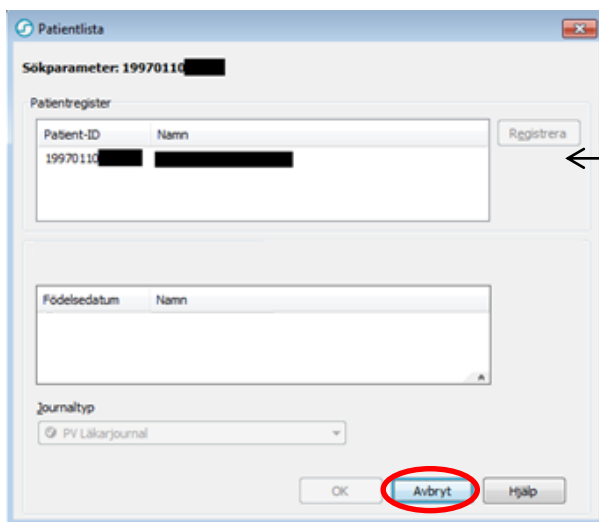 Patientlista
Sökparameter: 19970110
Patientregister
Patient-ID Namn
19970110
Registrera
Födelsedatum Namn
Journaltyp
PV Läkarjournal
OK Avbryt Hjälp